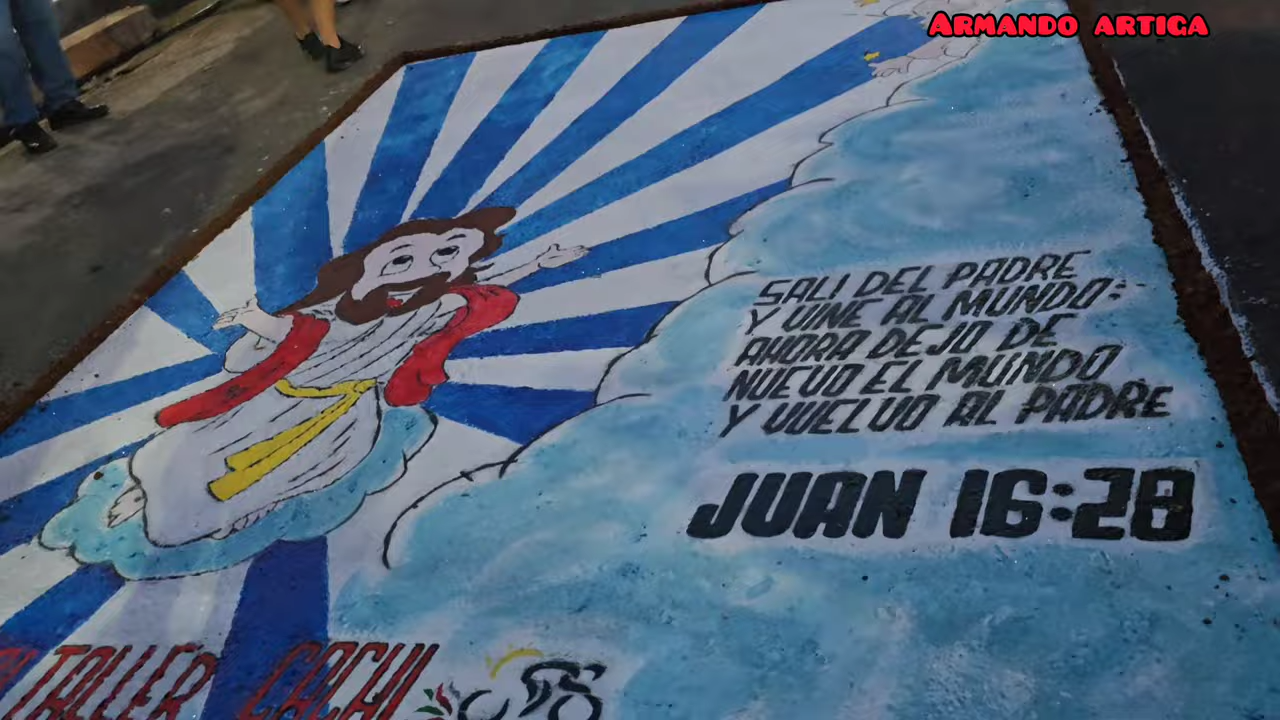 ARMANDO ARTIGA
SALI DEL PADRE
Y VINE AL MUNDO:
AHORA DEJO DE
NUEVO EL MUNDO
Y VUELVO AL PADRE
JUAN 16:28
TALLER CACHI